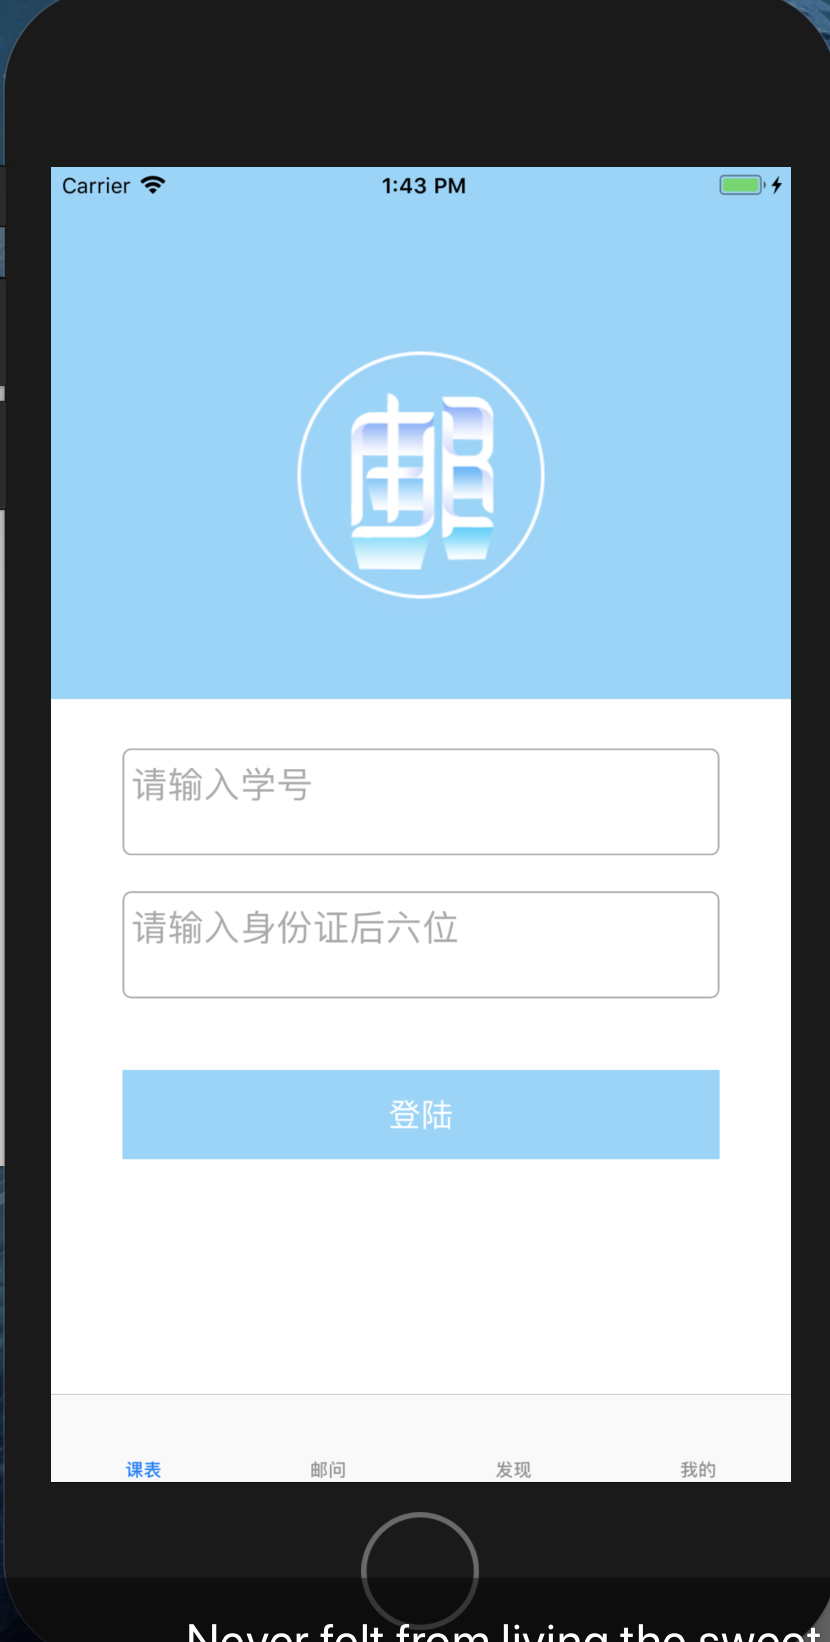 Carrier 1:43 PM
邮
请输入学号
请输入身份证后六位
登陆
课表 邮问 发现 我的
Never felt from living the sweet